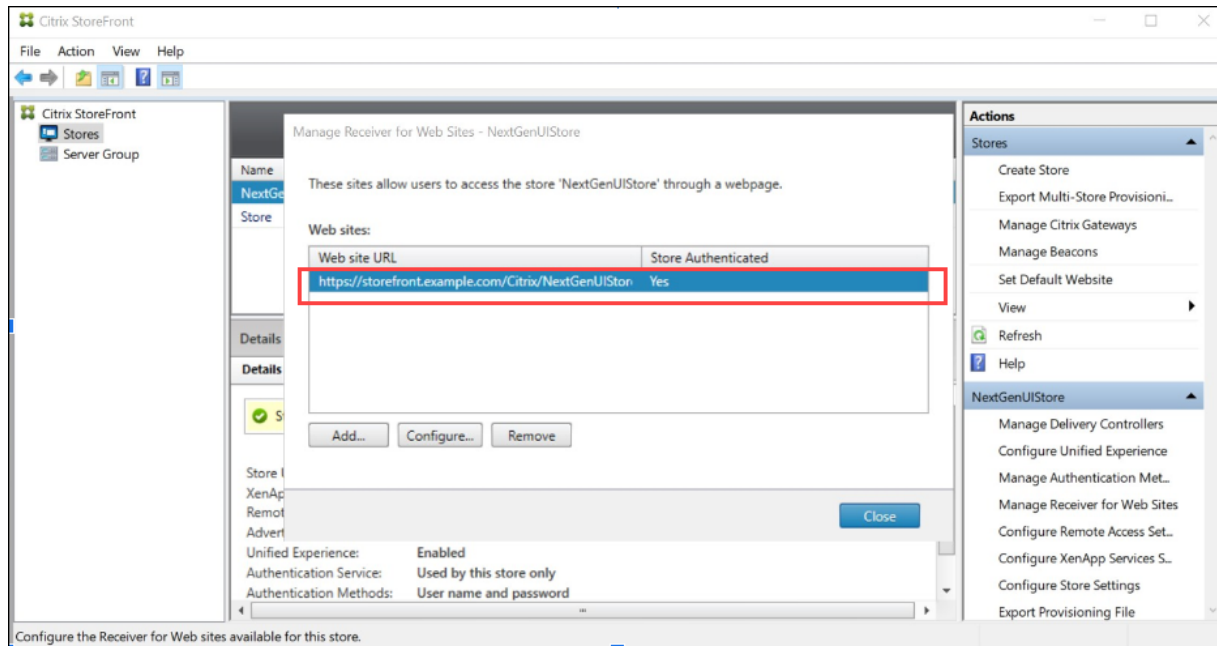 Citrix StoreFront
File Action View Help
Citrix StoreFront
Stores
Server Group
Name
NextGe
Store
Details
Details
S
Store
XenAp
Remot
Advert
Unified Experience: Enabled
Authentication Service: Used by this store only
Authentication Methods: User name and password
Manage Receiver for Web Sites - NextGenUIStore
These sites allow users to access the store 'NextGenUIStore' through a webpage.
Web sites:
Web site URL Store Authenticated
https://storefront.example.com/Citrix/NextGenUIStor Yes
Add... Configure... Remove
Close
Actions
Stores
Create Store
Export Multi-Store Provisioni...
Manage Citrix Gateways
Manage Beacons
Set Default Website
View
Refresh
Help
NextGenUIStore
Manage Delivery Controllers
Configure Unified Experience
Manage Authentication Met...
Manage Receiver for Web Sites
Configure Remote Access Set...
Configure XenApp Services S...
Configure Store Settings
Export Provisioning File
Configure the Receiver for Web sites available for this store.